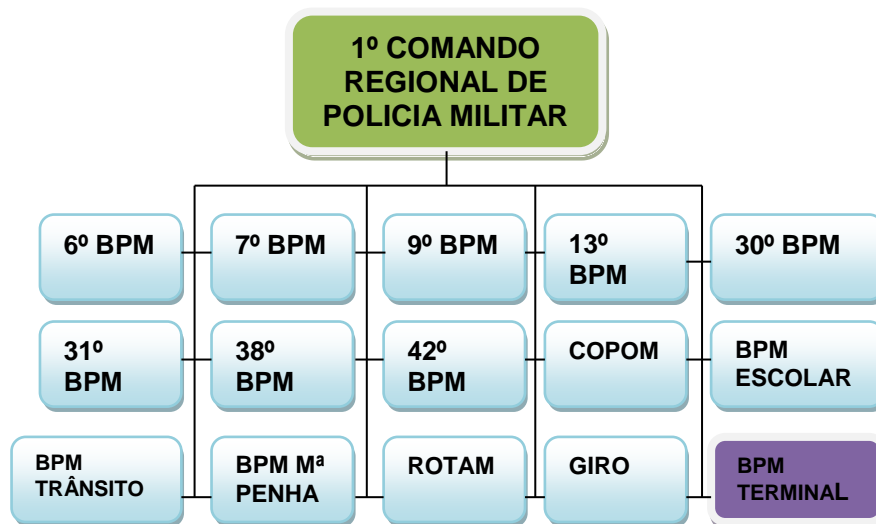 1º COMANDO
REGIONAL DE
POLICIA MILITAR
6º BPM
7º BPM
9º BPM
13º
BPM
30º BPM
31º
BPM
38º
BPM
42º
BPM
COPOM
BPM
ESCOLAR
BPM
TRÂNSITO
BPM Mª
PENHA
ROTAM
GIRO
BPM
TERMINAL